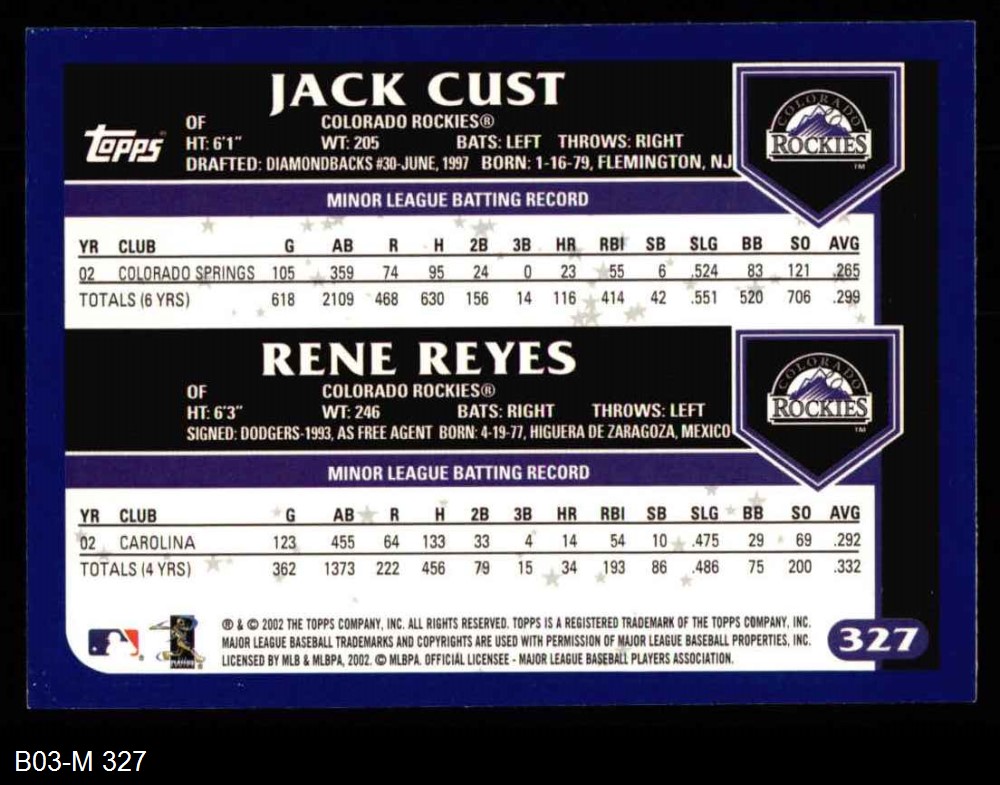 JACK CUST
Topps
OF COLORADO ROCKIES®
HT: 6'1" WT: 205 BATS: LEFT THROWS: RIGHT
DRAFTED: DIAMONDBACKS #30-JUNE, 1997 BORN: 1-16-79, FLEMINGTON, NJ
COLORADO
ROCKIES
TM
MINOR LEAGUE BATTING RECORD
YR CLUB G AB R H 2B 3B HR RBI SB SLG BB SO AVG
02 COLORADO SPRINGS 105 359 74 95 24 0 23 55 6 .524 83 121 .265
TOTALS (6 YRS) 618 2109 468 630 156 14 116 414 42 .551 520 706 .299
RENE REYES
OF COLORADO ROCKIES®
HT: 6'3" WT: 246 BATS: RIGHT THROWS: LEFT
SIGNED: DODGERS-1993, AS FREE AGENT BORN: 4-19-77, HIGUERA DE ZARAGOZA, MEXICO
COLORADO
ROCKIES
TM
MINOR LEAGUE BATTING RECORD
YR CLUB G AB R H 2B 3B HR RBI SB SLG BB SO AVG
02 CAROLINA 123 455 64 133 33 4 14 54 10 .475 29 69 .292
TOTALS (4 YRS) 362 1373 222 456 79 15 34 193 86 .486 75 200 .332
® & © 2002 THE TOPPS COMPANY, INC. ALL RIGHTS RESERVED. TOPPS IS A REGISTERED TRADEMARK OF THE TOPPS COMPANY, INC.
MAJOR LEAGUE BASEBALL TRADEMARKS AND COPYRIGHTS ARE USED WITH PERMISSION OF MAJOR LEAGUE BASEBALL PROPERTIES, INC.
LICENSED BY MLB & MLBPA, 2002. © MLBPA. OFFICIAL LICENSEE - MAJOR LEAGUE BASEBALL PLAYERS ASSOCIATION.
327
B03-M 327